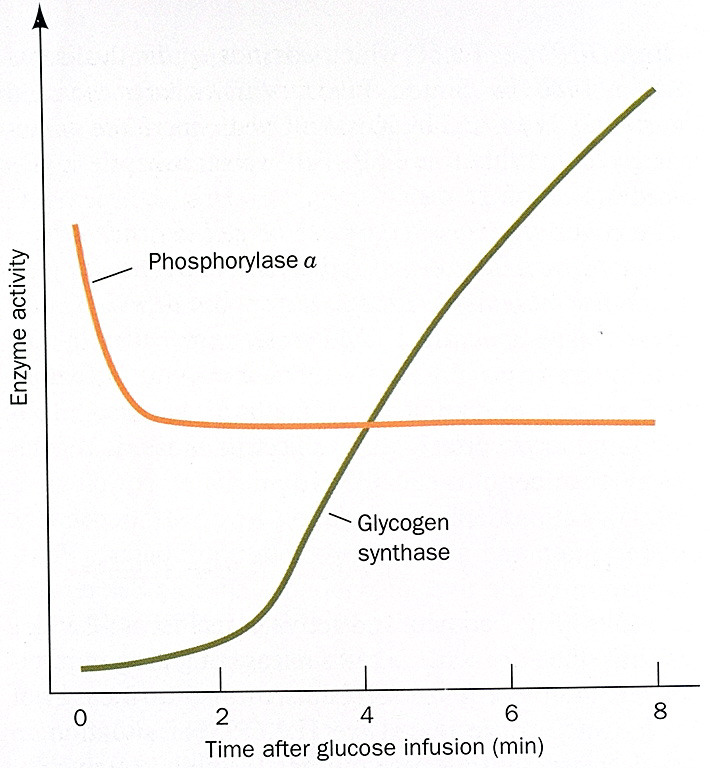 Enzyme activity
Phosphorylase a
Glycogen
synthase
0
2
4
6
8
Time after glucose infusion (min)